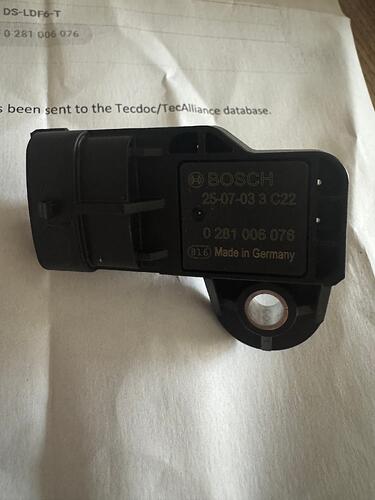 DS-LDF6-T
0 281 006 076
s been sent to the Tecdoc/TecAlliance database.
BOSCH
25-07-03 3 C22
0 281 006 076
816 Made in Germany